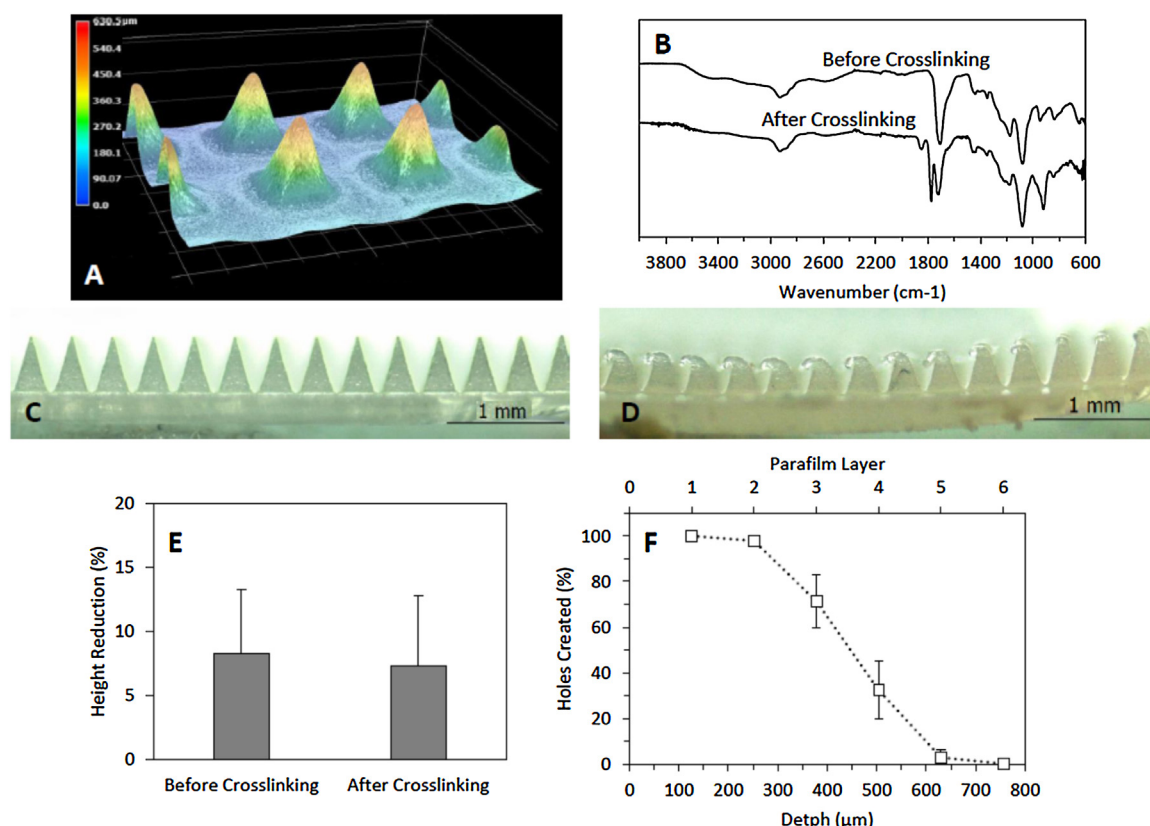 630.5µm
540.4
450.4
360.3
270.2
180.1
90.07
0.0
A
B
Before Crosslinking
After Crosslinking
3800 3400 3000 2600 2200 1800 1400 1000 600
Wavenumber (cm-1)
C
1 mm
D
1 mm
E
Height Reduction (%)
20
15
10
5
0
Before Crosslinking After Crosslinking
Parafilm Layer
0 1 2 3 4 5 6
F
Holes Created (%)
100
80
60
40
20
0
0 100 200 300 400 500 600 700 800
Detph (µm)